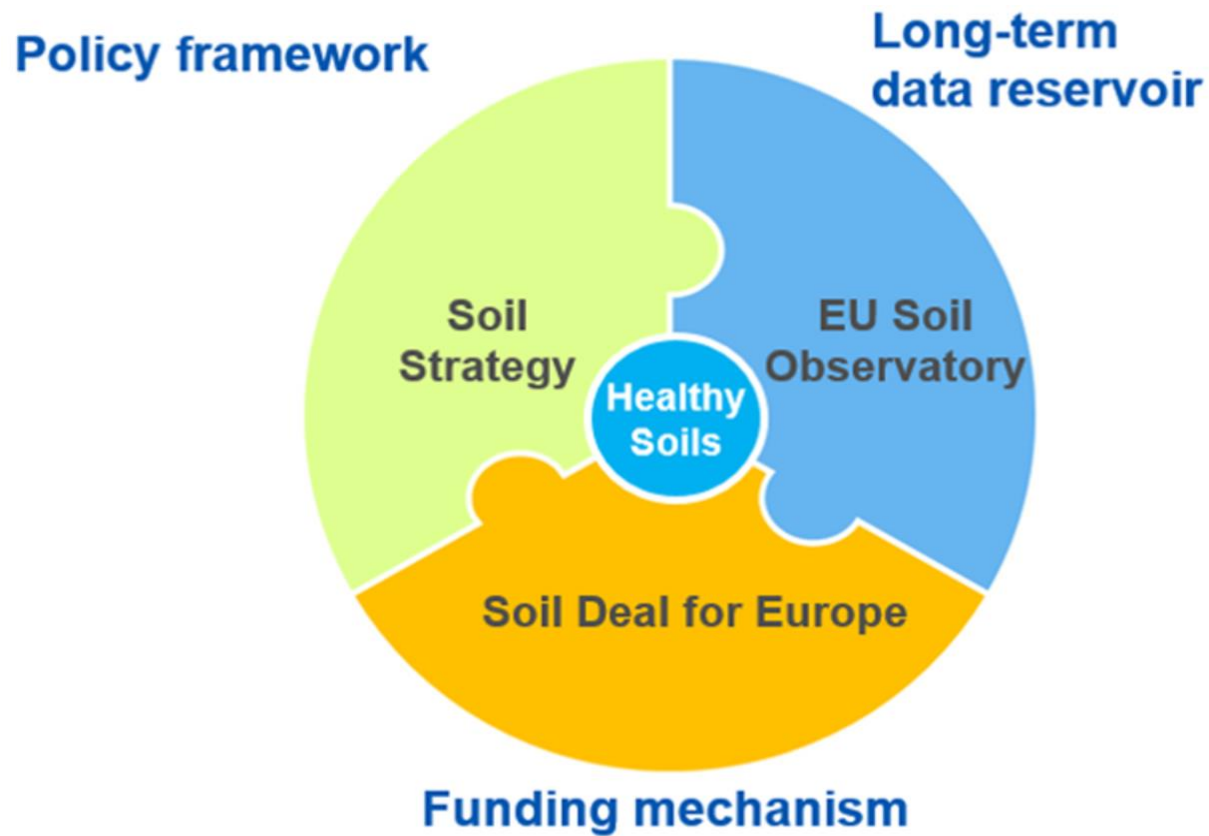 Policy framework
Long-term
data reservoir
Soil
Strategy
EU Soil
Observatory
Healthy
Soils
Soil Deal for Europe
Funding mechanism